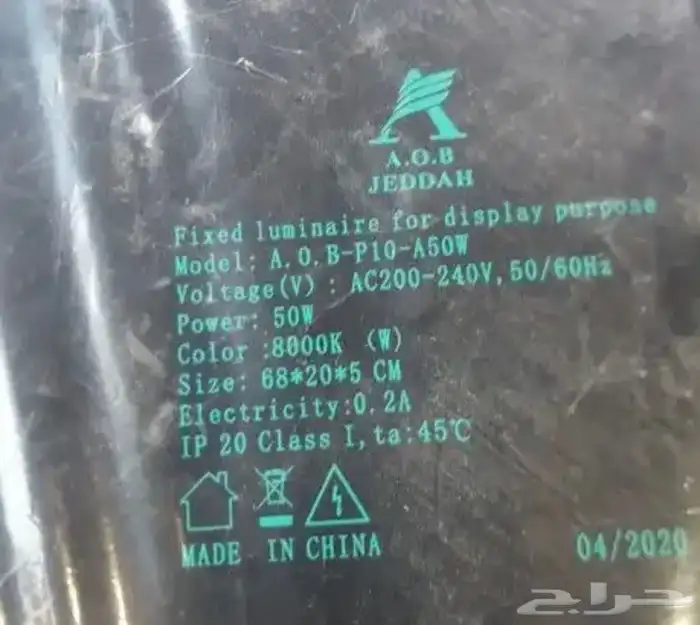 A.O.B
JEDDAH
Fixed luminaire for display purpose
Model: A.O.B-P10-A50W
Voltage(V) : AC200-240V, 50/60Hz
Power: 50W
Color :8000K (W)
Size: 68*20*5 CM
Electricity:0.2A
IP 20 Class I, ta:45℃
MADE IN CHINA
04/2020
حراج